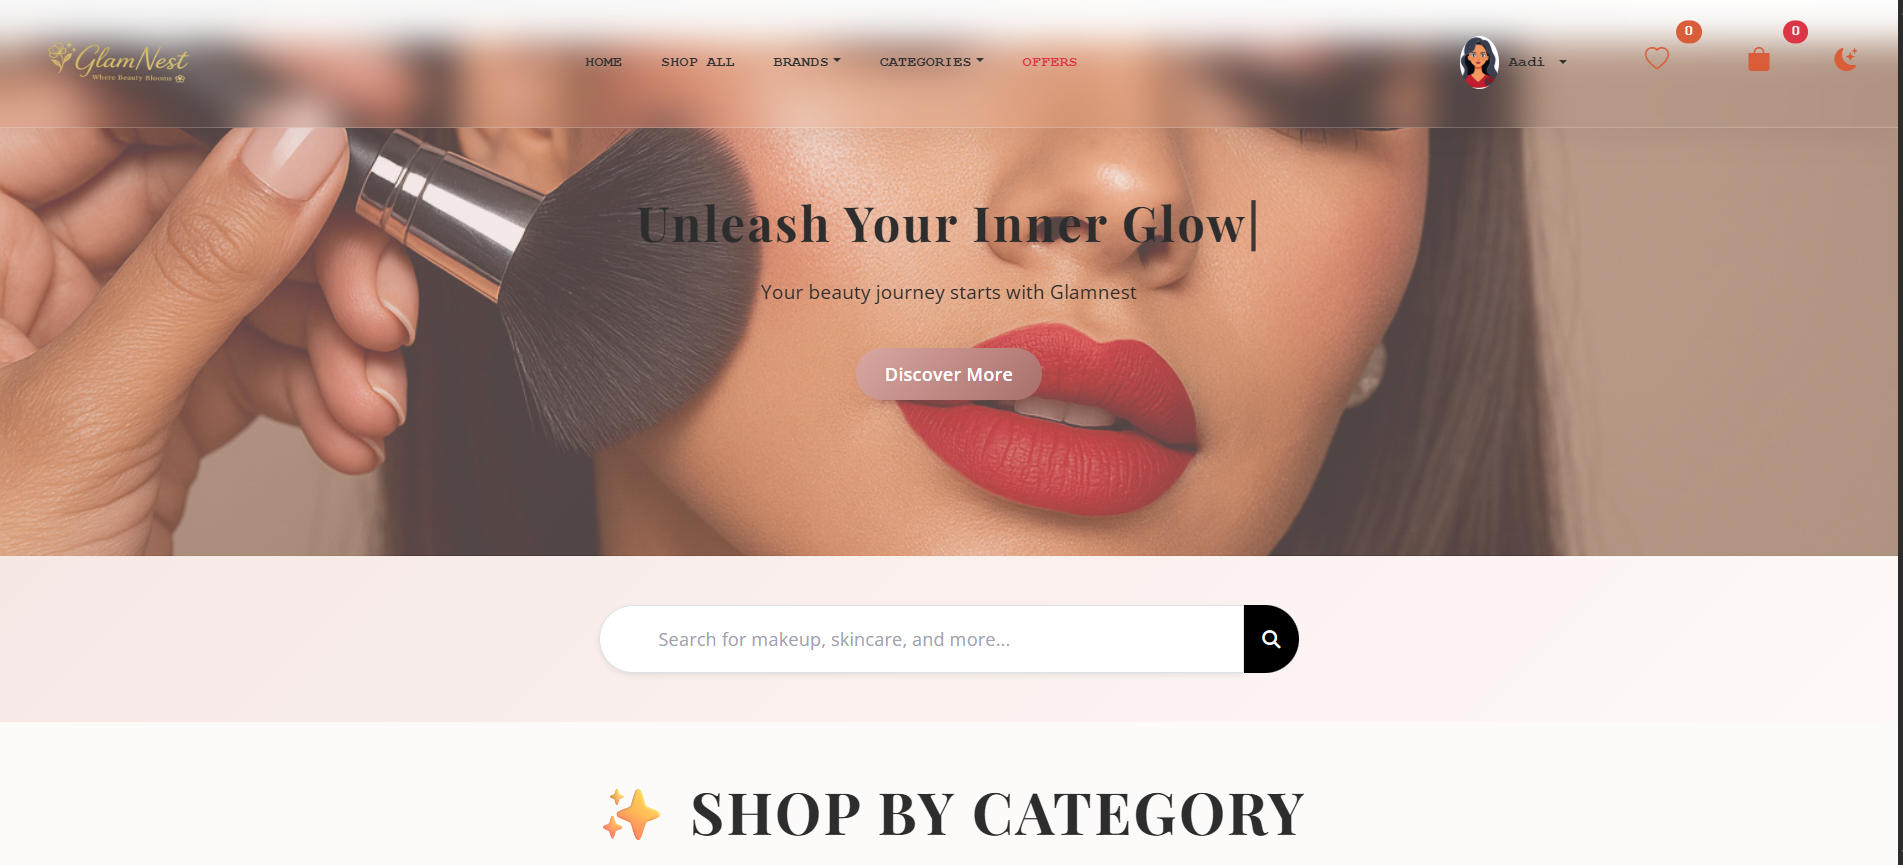 GlamNest
Where Beauty Blooms
HOME SHOP ALL BRANDS CATEGORIES OFFERS
Aadi
0
0
Unleash Your Inner Glow|
Your beauty journey starts with Glamnest
Discover More
Search for makeup, skincare, and more...
✨ SHOP BY CATEGORY